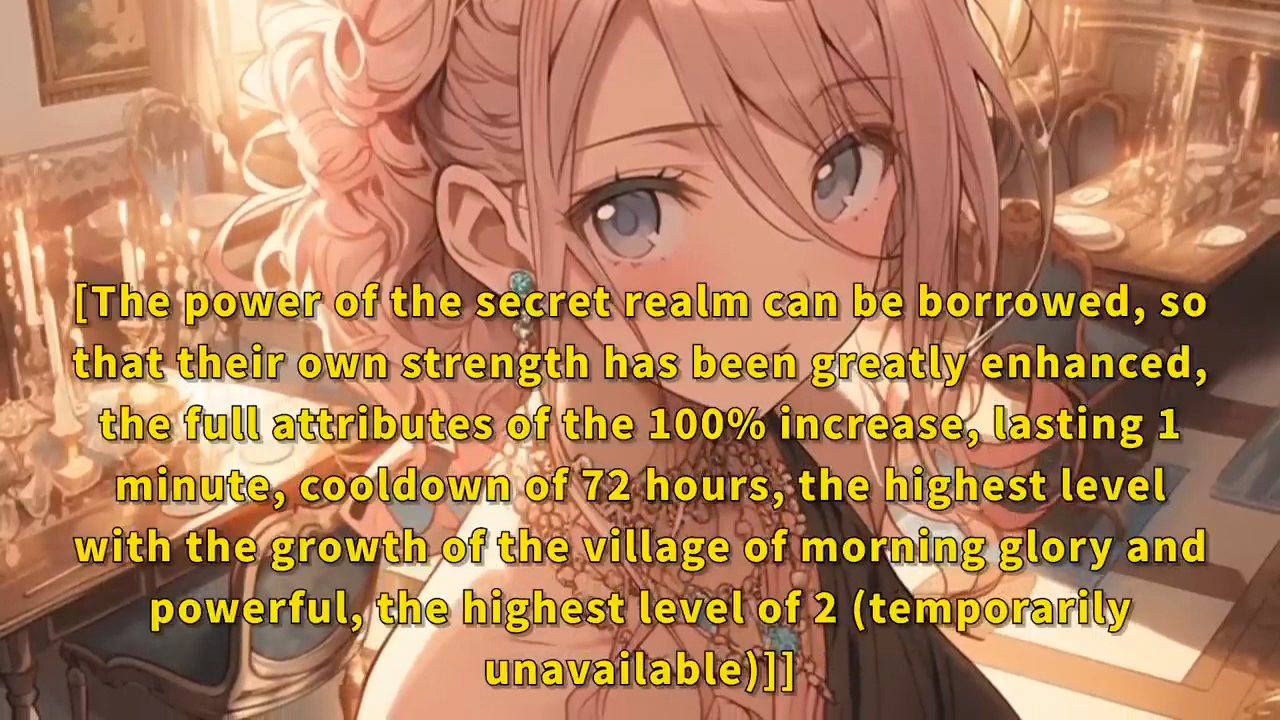 [The power of the secret realm can be borrowed, so
that their own strength has been greatly enhanced,
the full attributes of the 100% increase, lasting 1
minute, cooldown of 72 hours, the highest level
with the growth of the village of morning glory and
powerful, the highest level of 2 (temporarily
unavailable)]]